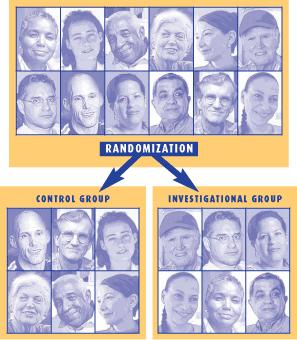 RANDOMIZATION
CONTROL GROUP
INVESTIGATIONAL GROUP